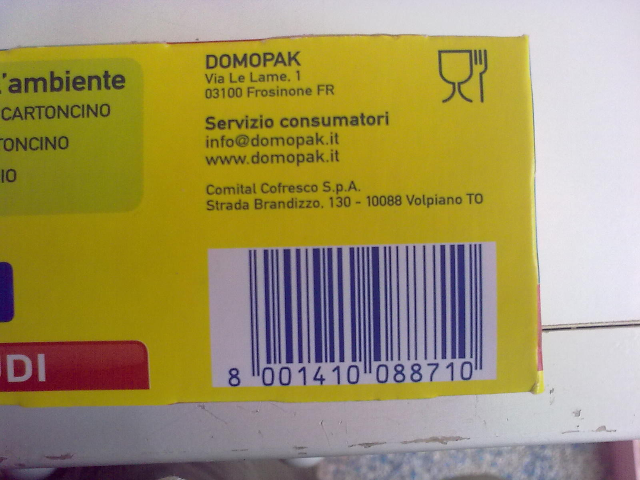 L'ambiente
CARTONCINO
TONCINO
IO
DOMOPAK
Via Le Lame, 1
03100 Frosinone FR
Servizio consumatori
info@domopak.it
www.domopak.it
Comital Cofresco S.p.A.
Strada Brandizzo, 130 - 10088 Volpiano TO
UDI
8 001410 088710